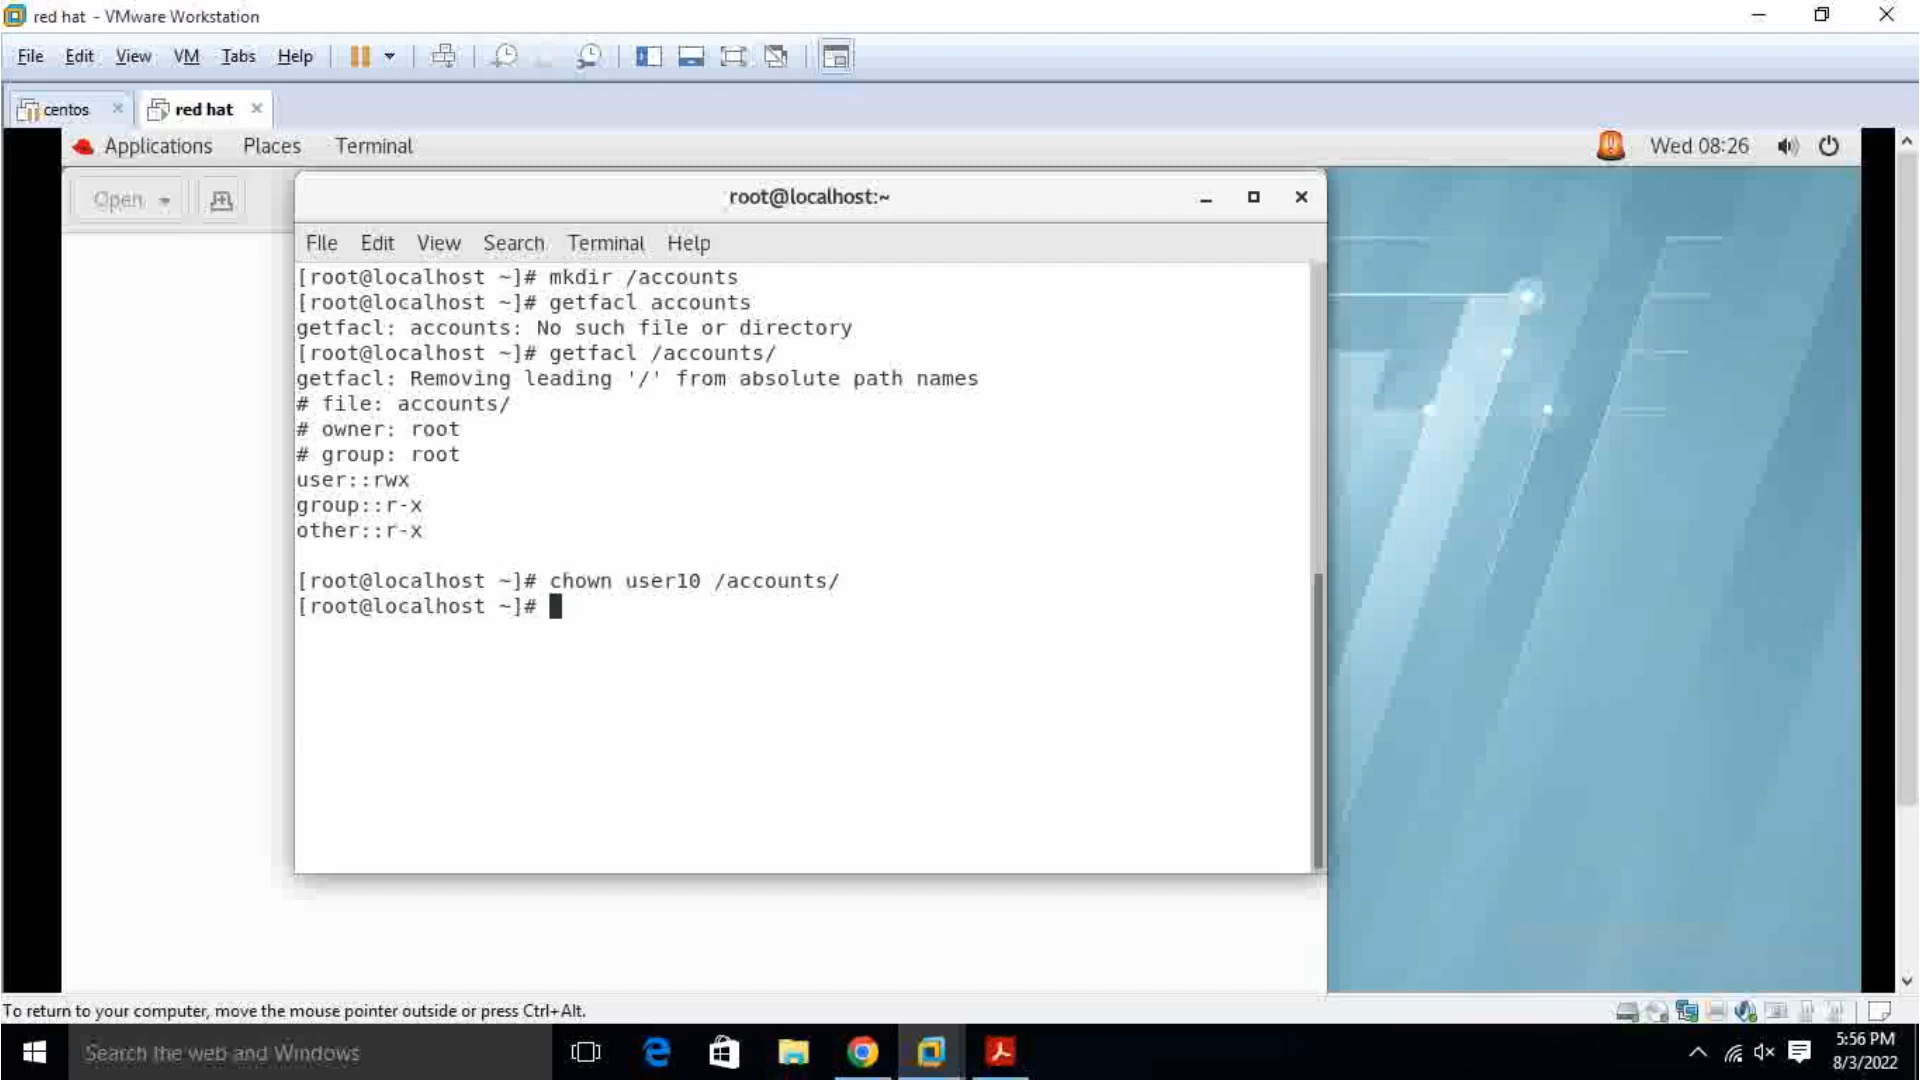 red hat - VMware Workstation
File Edit View VM Tabs Help
centos red hat
Applications Places Terminal Wed 08:26
Open root@localhost:~
File Edit View Search Terminal Help
[root@localhost ~]# mkdir /accounts
[root@localhost ~]# getfacl accounts
getfacl: accounts: No such file or directory
[root@localhost ~]# getfacl /accounts/
getfacl: Removing leading '/' from absolute path names
# file: accounts/
# owner: root
# group: root
user::rwx
group::r-x
other::r-x
[root@localhost ~]# chown user10 /accounts/
[root@localhost ~]#
To return to your computer, move the mouse pointer outside or press Ctrl+Alt.
Search the web and Windows
5:56 PM
8/3/2022